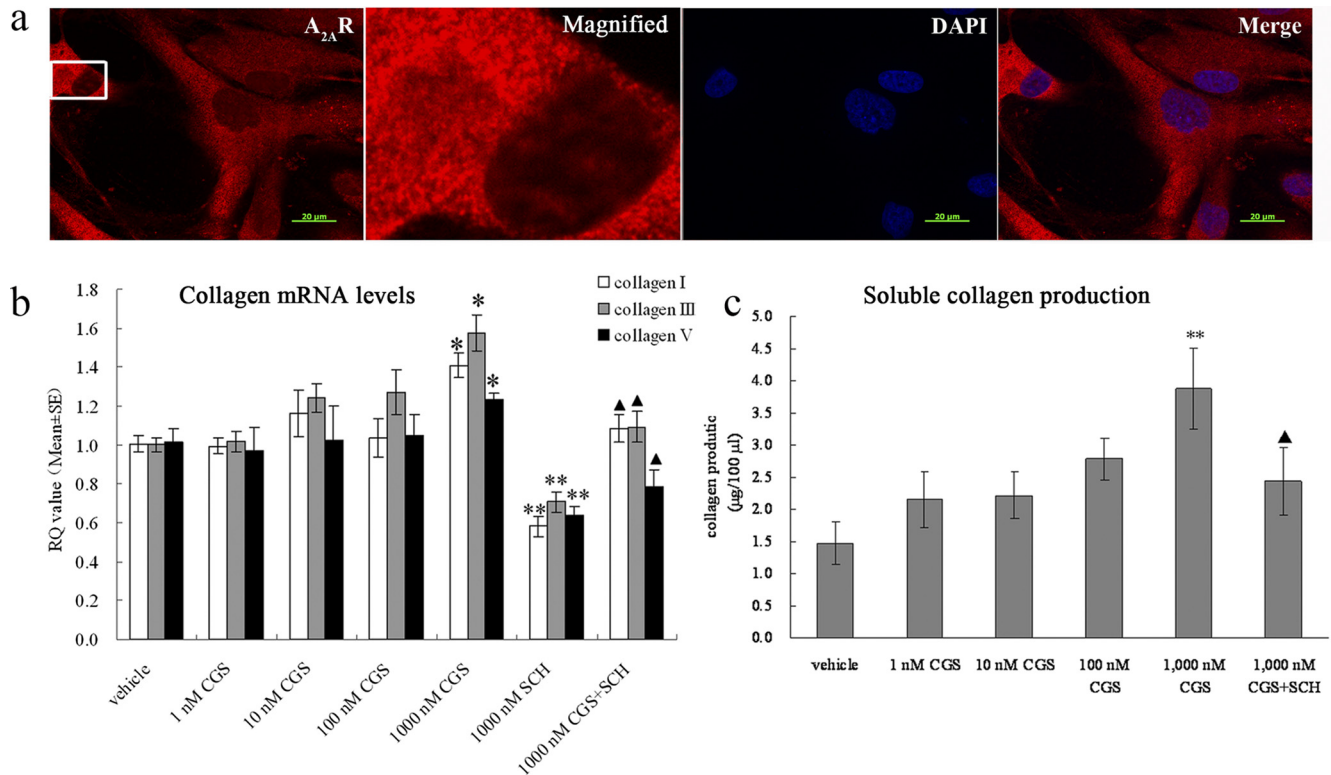 a
A2AR
Magnified
DAPI
Merge
20 μm
20 μm
20 μm
b
Collagen mRNA levels
collagen I
collagen III
collagen V
RQ value (Mean±SE)
1.8
1.6
1.4
1.2
1.0
0.8
0.6
0.4
0.2
0.0
* * *
** ** **
▲ ▲ ▲
vehicle
1 nM CGS
10 nM CGS
100 nM CGS
1000 nM CGS
1000 nM SCH
1000 nM CGS+SCH
c
Soluble collagen production
collagen productic
(μg/100 μl)
5.0
4.5
4.0
3.5
3.0
2.5
2.0
1.5
1.0
0.5
0.0
**
▲
vehicle
1 nM CGS
10 nM CGS
100 nM
CGS
1,000 nM
CGS
1,000 nM
CGS+SCH